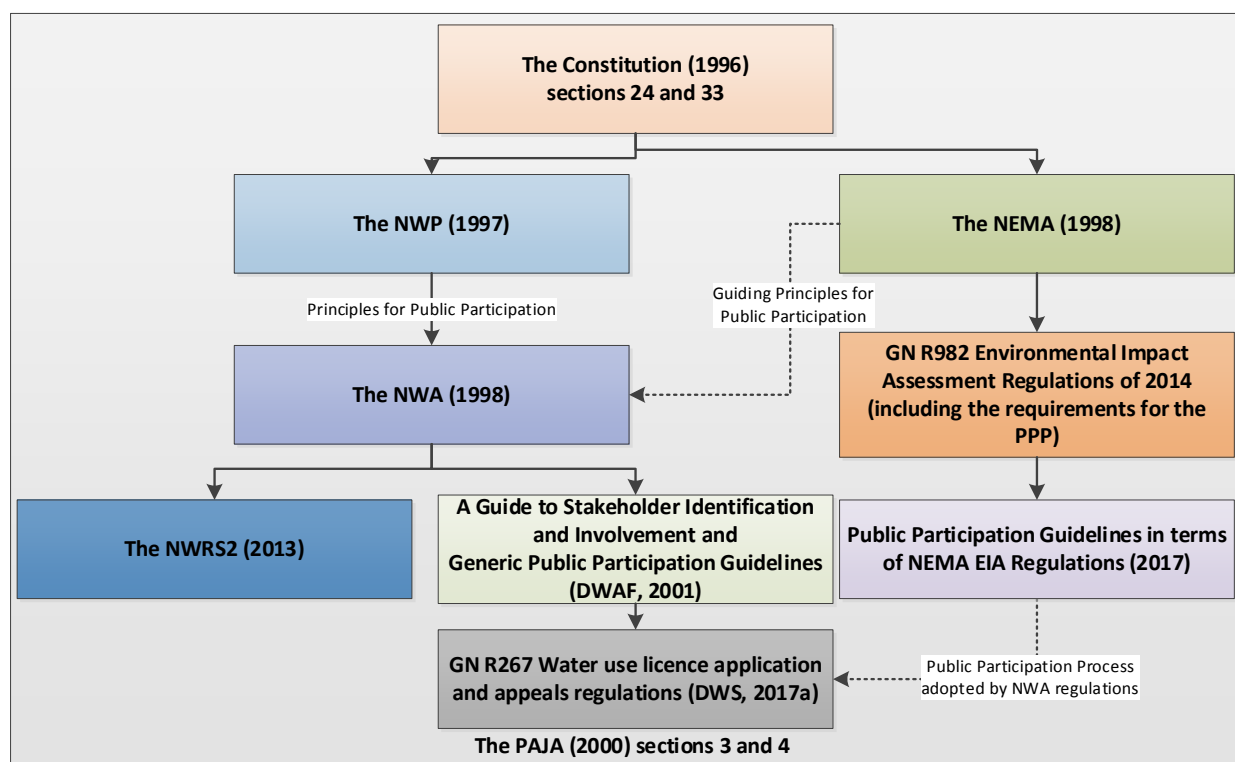 The Constitution (1996)
sections 24 and 33
The NWP (1997)
The NEMA (1998)
Principles for Public Participation
Guiding Principles for
Public Participation
The NWA (1998)
GN R982 Environmental Impact
Assessment Regulations of 2014
(including the requirements for the
PPP)
The NWRS2 (2013)
A Guide to Stakeholder Identification
and Involvement and
Generic Public Participation Guidelines
(DWAF, 2001)
Public Participation Guidelines in terms
of NEMA EIA Regulations (2017)
GN R267 Water use licence application
and appeals regulations (DWS, 2017a)
Public Participation Process
adopted by NWA regulations
The PAJA (2000) sections 3 and 4